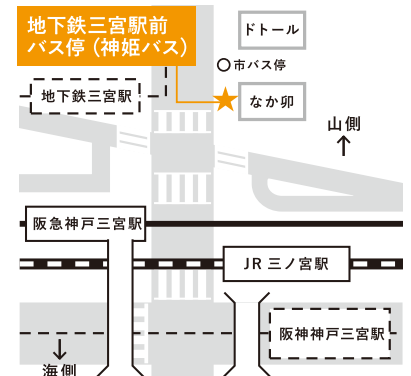 地下鉄三宮駅前
バス停（神姫バス）
ドトール
市バス停
地下鉄三宮駅
なか卯
山側
阪急神戸三宮駅
JR 三ノ宮駅
阪神神戸三宮駅
海側